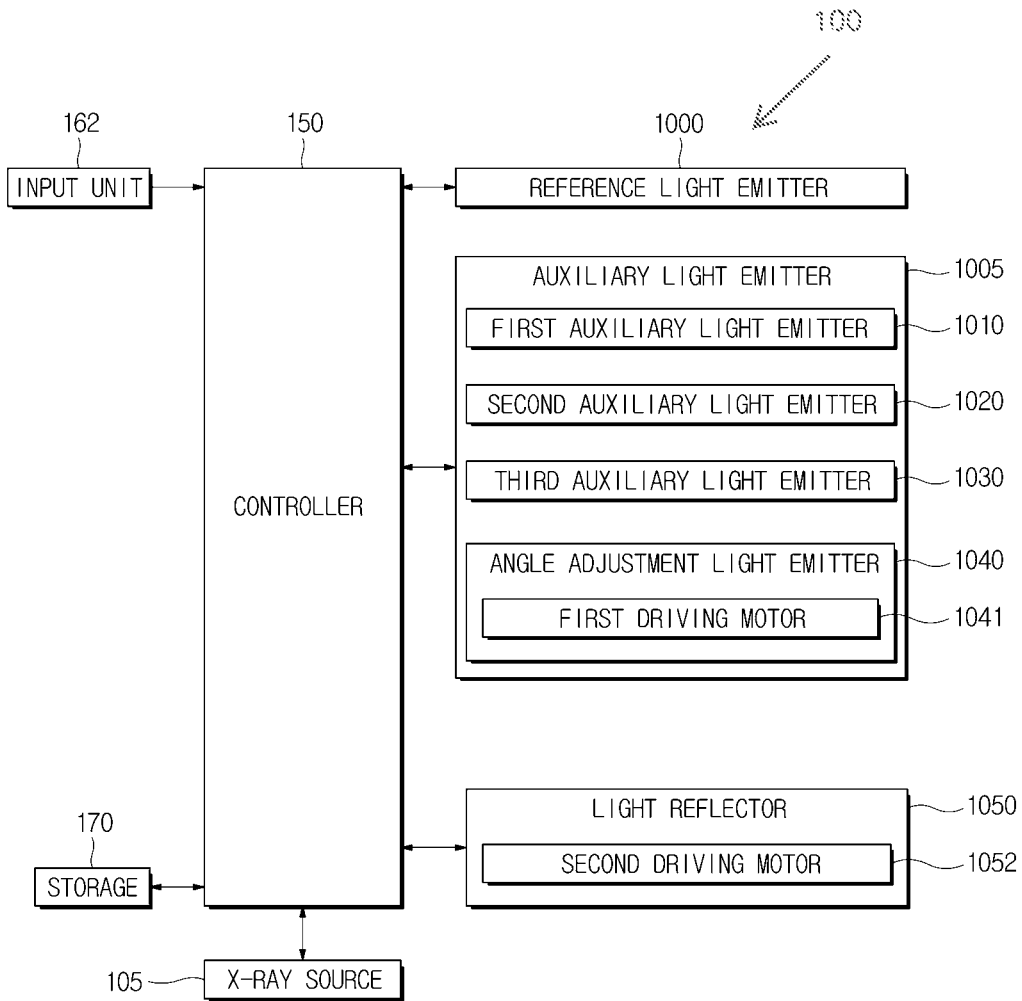 100
162
150
1000
INPUT UNIT
REFERENCE LIGHT EMITTER
AUXILIARY LIGHT EMITTER
1005
FIRST AUXILIARY LIGHT EMITTER
1010
SECOND AUXILIARY LIGHT EMITTER
1020
THIRD AUXILIARY LIGHT EMITTER
1030
CONTROLLER
ANGLE ADJUSTMENT LIGHT EMITTER
1040
FIRST DRIVING MOTOR
1041
LIGHT REFLECTOR
1050
170
SECOND DRIVING MOTOR
1052
STORAGE
105
X-RAY SOURCE